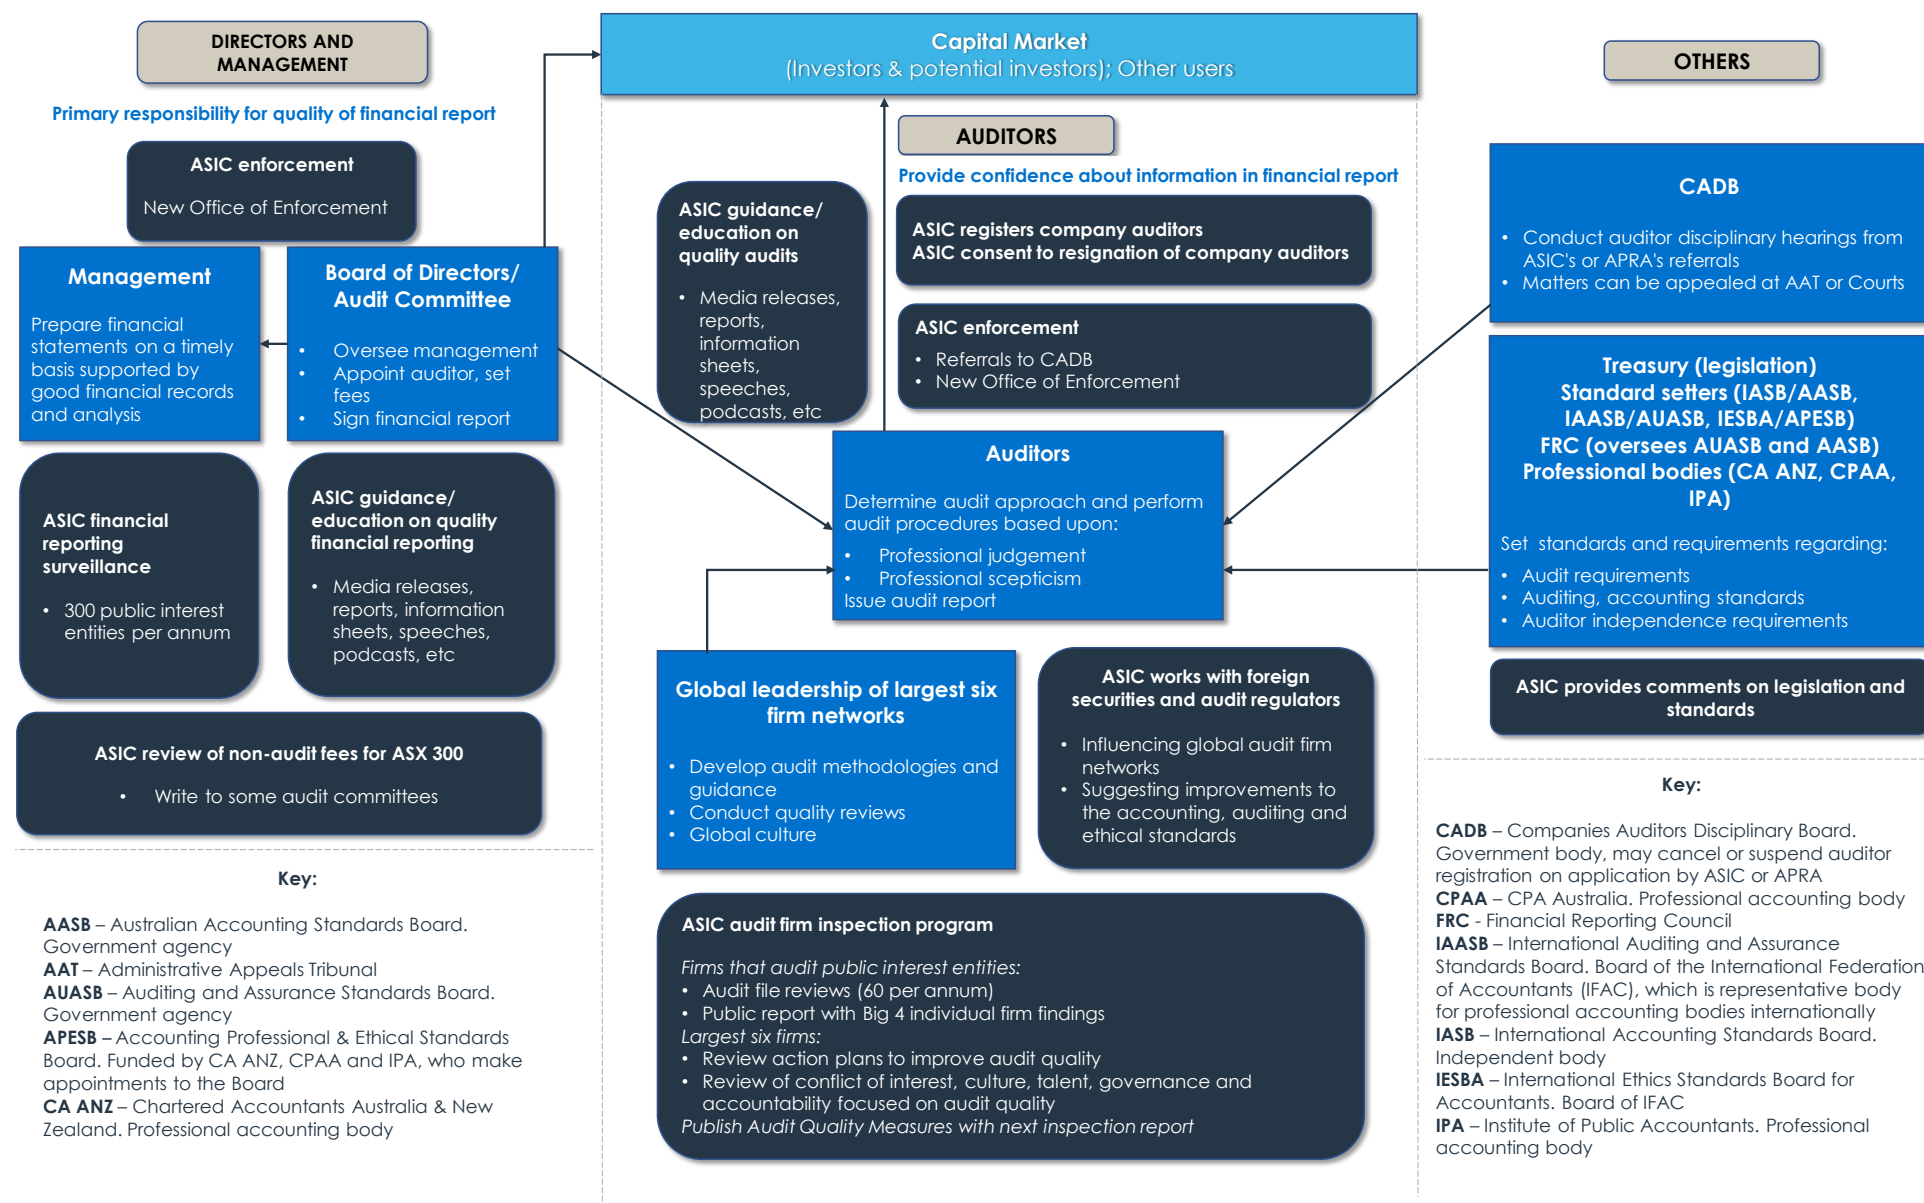 DIRECTORS AND
MANAGEMENT
Primary responsibility for quality of financial report
ASIC enforcement
New Office of Enforcement
Management
Prepare financial
statements on a timely
basis supported by
good financial records
and analysis
Board of Directors/
Audit Committee
• Oversee management
• Appoint auditor, set
fees
• Sign financial report
ASIC financial
reporting
surveillance
• 300 public interest
entities per annum
ASIC guidance/
education on quality
financial reporting
• Media releases,
reports, information
sheets, speeches,
podcasts, etc
ASIC review of non-audit fees for ASX 300
• Write to some audit committees
Key:
AASB – Australian Accounting Standards Board.
Government agency
AAT – Administrative Appeals Tribunal
AUASB – Auditing and Assurance Standards Board.
Government agency
APESB – Accounting Professional & Ethical Standards
Board. Funded by CA ANZ, CPAA and IPA, who make
appointments to the Board
CA ANZ – Chartered Accountants Australia & New
Zealand. Professional accounting body
Capital Market
(Investors & potential investors); Other users
AUDITORS
Provide confidence about information in financial report
ASIC guidance/
education on
quality audits
• Media releases,
reports,
information
sheets,
speeches,
podcasts, etc
ASIC registers company auditors
ASIC consent to resignation of company auditors
ASIC enforcement
• Referrals to CADB
• New Office of Enforcement
Auditors
Determine audit approach and perform
audit procedures based upon:
• Professional judgement
• Professional scepticism
Issue audit report
Global leadership of largest six
firm networks
• Develop audit methodologies and
guidance
• Conduct quality reviews
• Global culture
ASIC works with foreign
securities and audit regulators
• Influencing global audit firm
networks
• Suggesting improvements to
the accounting, auditing and
ethical standards
ASIC audit firm inspection program
Firms that audit public interest entities:
• Audit file reviews (60 per annum)
• Public report with Big 4 individual firm findings
Largest six firms:
• Review action plans to improve audit quality
• Review of conflict of interest, culture, talent, governance and
accountability focused on audit quality
Publish Audit Quality Measures with next inspection report
OTHERS
CADB
• Conduct auditor disciplinary hearings from
ASIC's or APRA's referrals
• Matters can be appealed at AAT or Courts
Treasury (legislation)
Standard setters (IASB/AASB,
IAASB/AUASB, IESBA/APESB)
FRC (oversees AUASB and AASB)
Professional bodies (CA ANZ, CPAA,
IPA)
Set standards and requirements regarding:
• Audit requirements
• Auditing, accounting standards
• Auditor independence requirements
ASIC provides comments on legislation and
standards
Key:
CADB – Companies Auditors Disciplinary Board.
Government body, may cancel or suspend auditor
registration on application by ASIC or APRA
CPAA – CPA Australia. Professional accounting body
FRC - Financial Reporting Council
IAASB – International Auditing and Assurance
Standards Board. Board of the International Federation
of Accountants (IFAC), which is representative body
for professional accounting bodies internationally
IASB – International Accounting Standards Board.
Independent body
IESBA – International Ethics Standards Board for
Accountants. Board of IFAC
IPA – Institute of Public Accountants. Professional
accounting body